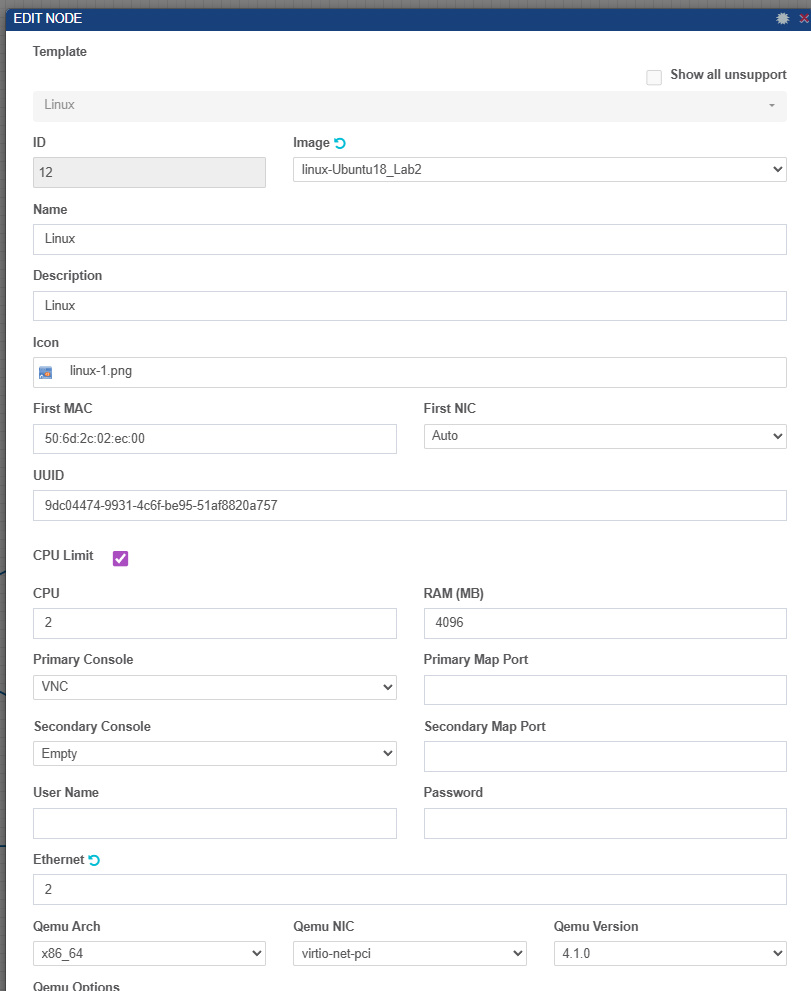 EDIT NODE
Template
Show all unsupport
Linux
ID
Image
12
linux-Ubuntu18_Lab2
Name
Linux
Description
Linux
Icon
linux-1.png
First MAC
First NIC
50:6d:2c:02:ec:00
Auto
UUID
9dc04474-9931-4c6f-be95-51af8820a757
CPU Limit
CPU
RAM (MB)
2
4096
Primary Console
Primary Map Port
VNC
Secondary Console
Secondary Map Port
Empty
User Name
Password
Ethernet
2
Qemu Arch
Qemu NIC
Qemu Version
x86_64
virtio-net-pci
4.1.0
Qemu Options